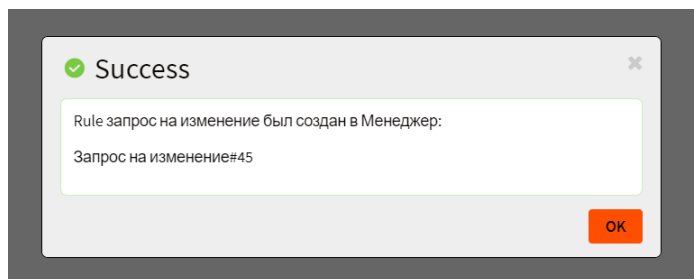 Success
Rule запрос на изменение был создан в Менеджер:
Запрос на изменение#45
OK